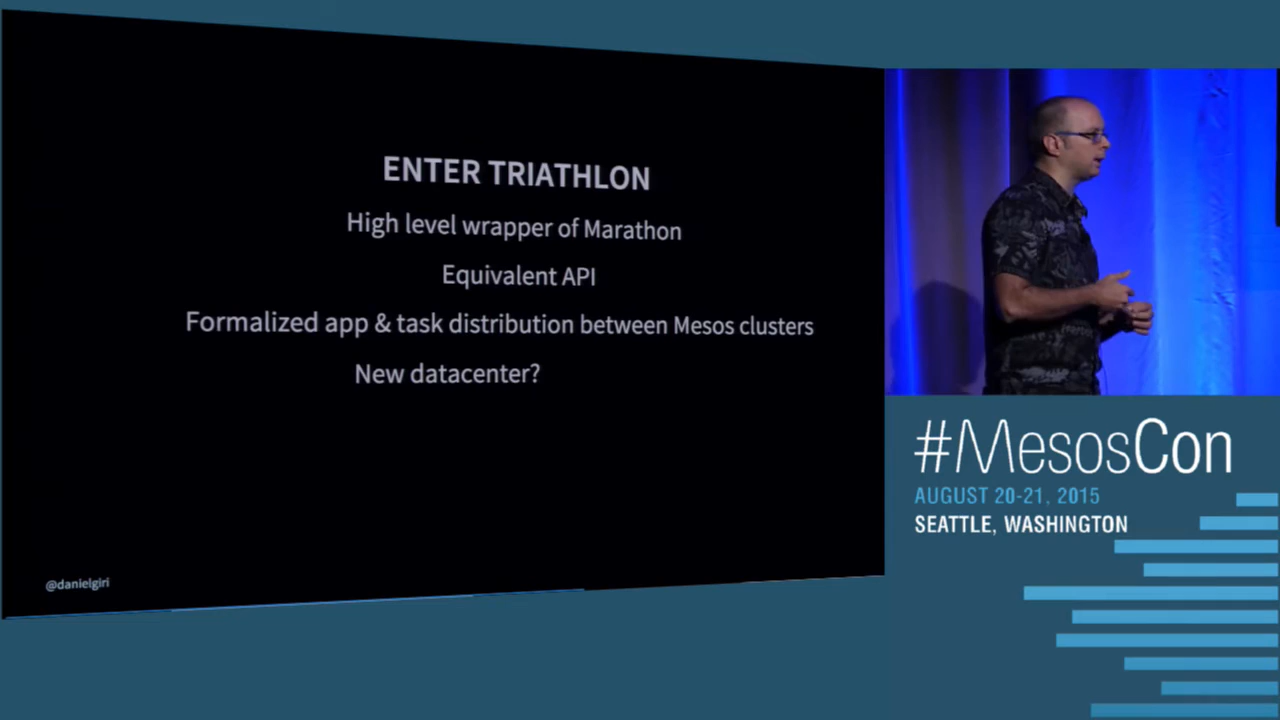 ENTER TRIATHLON
High level wrapper of Marathon
Equivalent API
Formalized app & task distribution between Mesos clusters
New datacenter?
@danielgiri
#MesosCon
AUGUST 20-21, 2015
SEATTLE, WASHINGTON